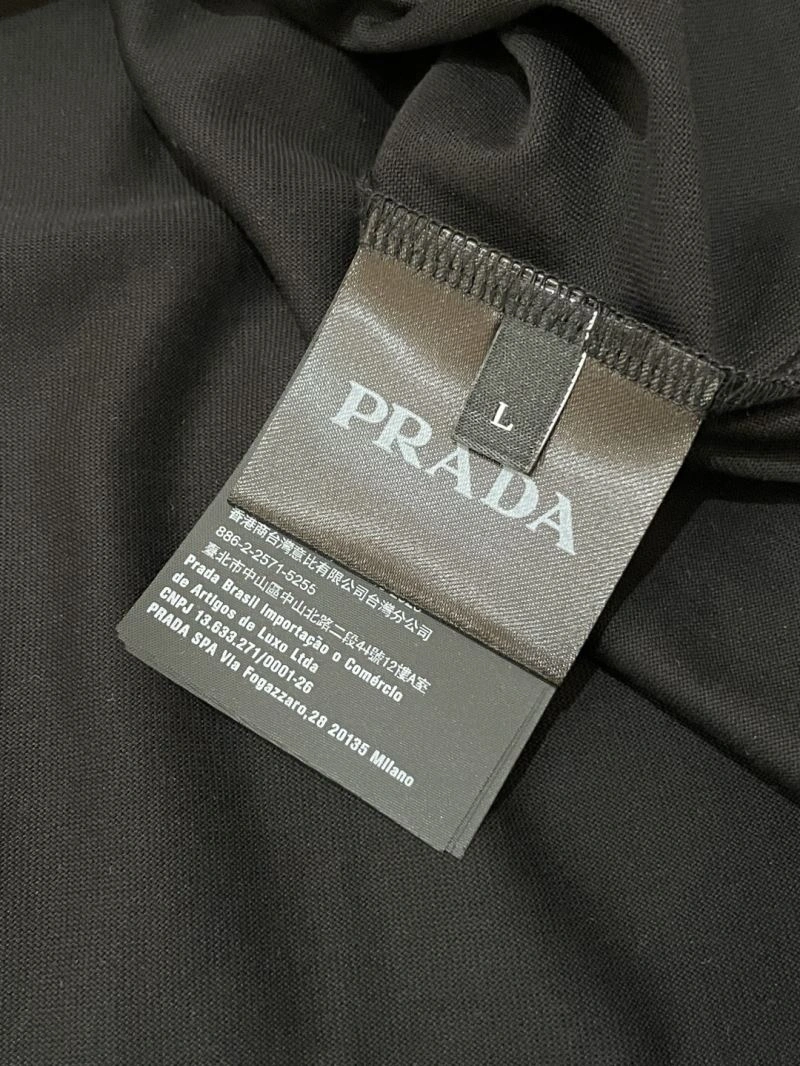 L
PRADA
香港商台灣意比有限公司台灣分公司
886-2-2571-5255
臺北市中山區中山北路二段44號12樓A室
Prada Brasil Importação o Comércio
de Artigos de Luxo Ltda
CNPJ 13.633.271/0001-26
PRADA SPA Via Fogazzaro,28 20135 Milano